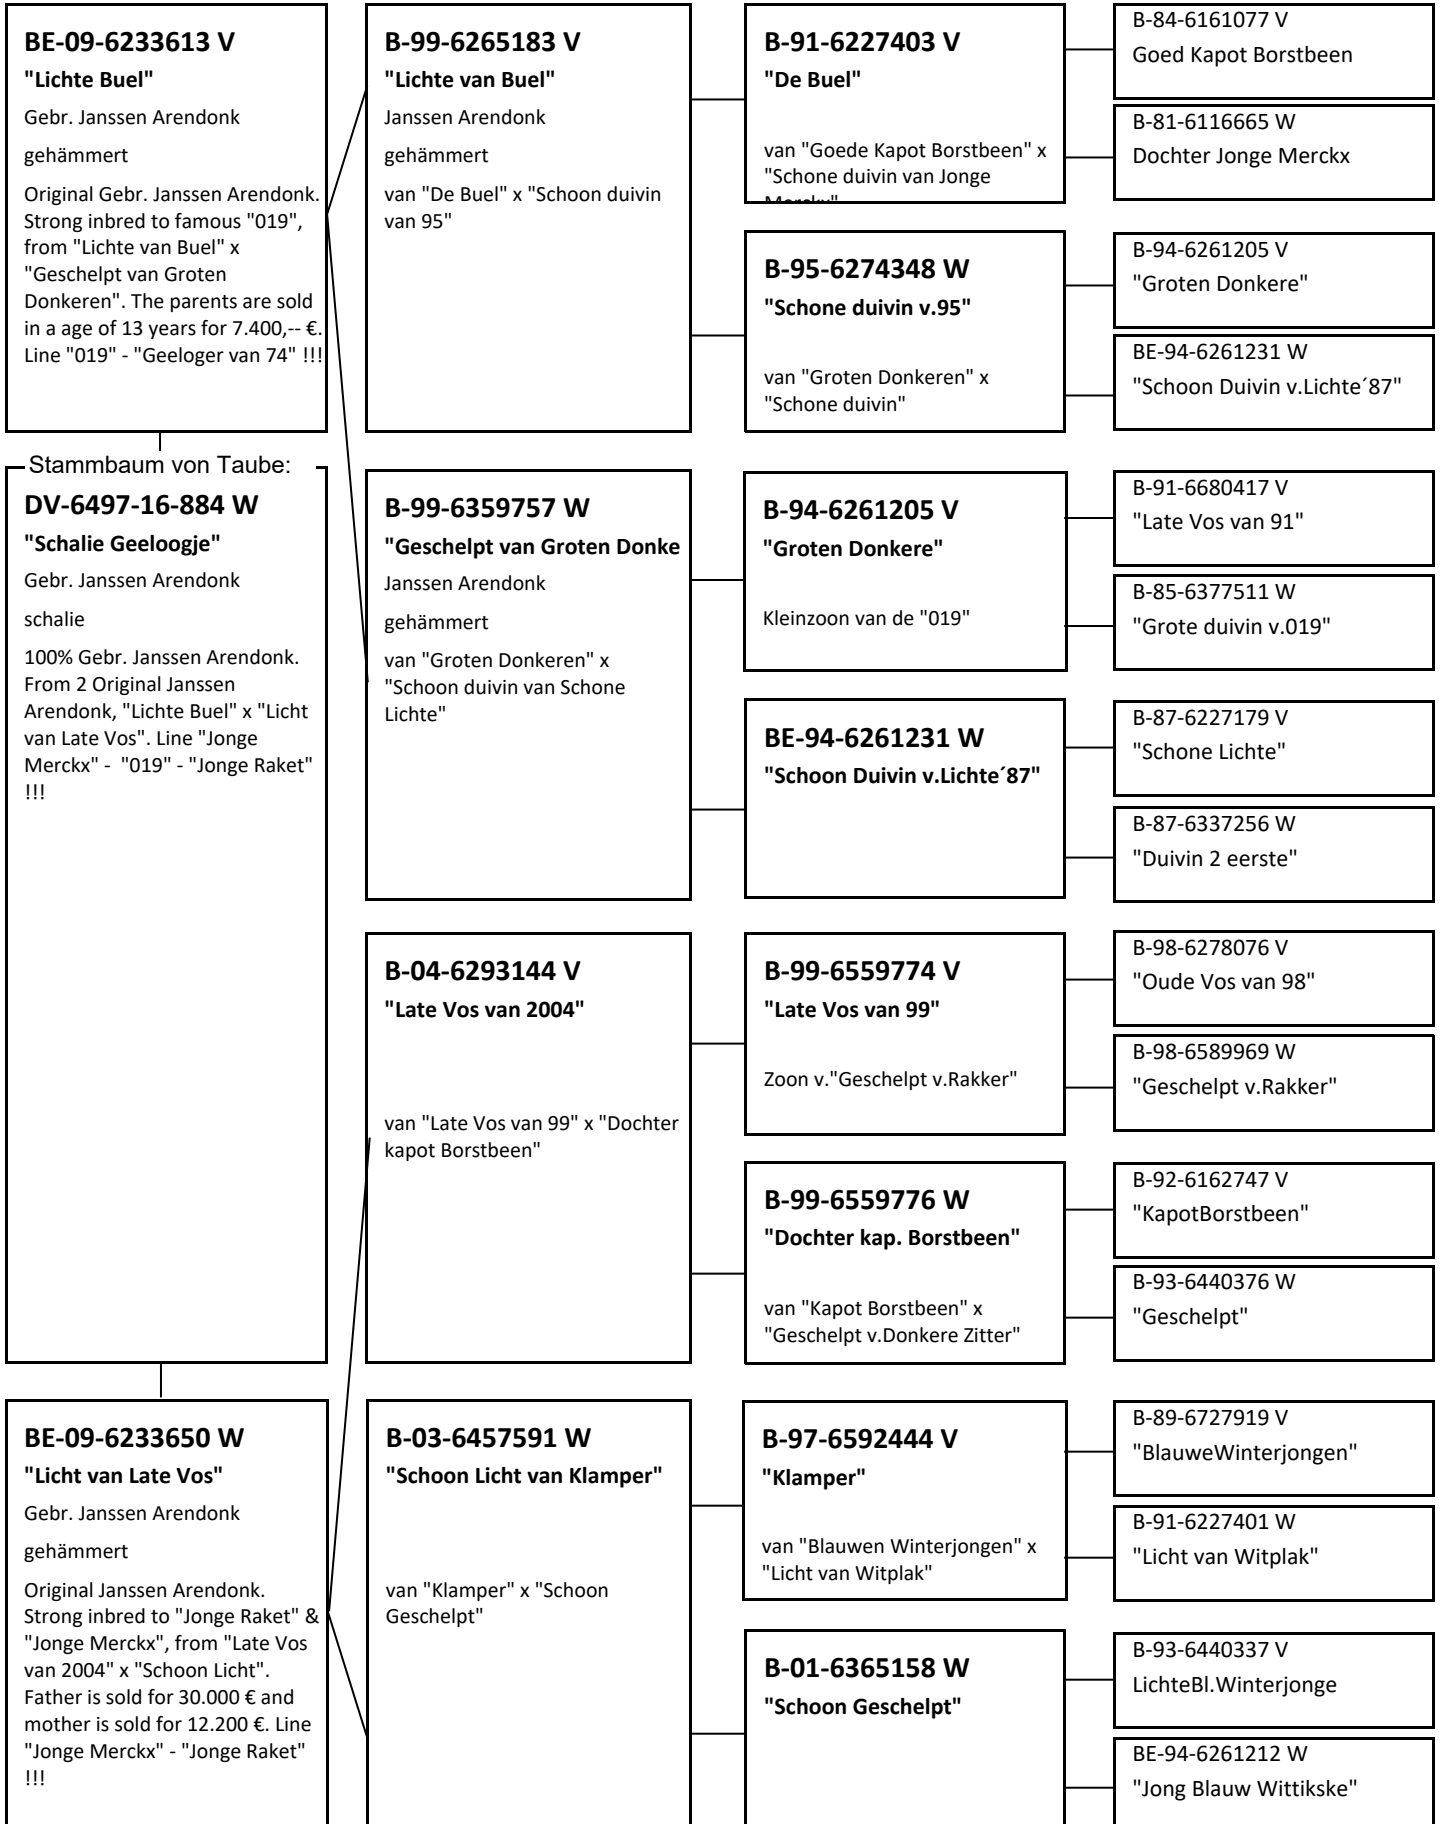 BE-09-6233613 V
"Lichte Buel"
Gebr. Janssen Arendonk
gehämmert
Original Gebr. Janssen Arendonk.
Strong inbred to famous "019",
from "Lichte van Buel" x
"Geschelpt van Groten
Donkeren". The parents are sold
in a age of 13 years for 7.400,-- €.
Line "019" - "Geeloger van 74" !!!
Stammbaum von Taube:
DV-6497-16-884 W
"Schalie Geeloogje"
Gebr. Janssen Arendonk
schalie
100% Gebr. Janssen Arendonk.
From 2 Original Janssen
Arendonk, "Lichte Buel" x "Licht
van Late Vos". Line "Jonge
Merckx" -  "019" - "Jonge Raket"
!!!
BE-09-6233650 W
"Licht van Late Vos"
Gebr. Janssen Arendonk
gehämmert
Original Janssen Arendonk.
Strong inbred to "Jonge Raket" &
"Jonge Merckx", from "Late Vos
van 2004" x "Schoon Licht".
Father is sold for 30.000 € and
mother is sold for 12.200 €. Line
"Jonge Merckx" - "Jonge Raket"
!!!
B-99-6265183 V
"Lichte van Buel"
Janssen Arendonk
gehämmert
van "De Buel" x "Schoon duivin
van 95"
B-99-6359757 W
"Geschelpt van Groten Donke
Janssen Arendonk
gehämmert
van "Groten Donkeren" x
"Schoon duivin van Schone
Lichte"
B-04-6293144 V
"Late Vos van 2004"
van "Late Vos van 99" x "Dochter
kapot Borstbeen"
B-03-6457591 W
"Schoon Licht van Klamper"
van "Klamper" x "Schoon
Geschelpt"
B-91-6227403 V
"De Buel"
van "Goede Kapot Borstbeen" x
"Schone duivin van Jonge
Merckx"
B-95-6274348 W
"Schone duivin v.95"
van "Groten Donkeren" x
"Schone duivin"
B-94-6261205 V
"Groten Donkere"
Kleinzoon van de "019"
BE-94-6261231 W
"Schoon Duivin v.Lichte´87"
B-99-6559774 V
"Late Vos van 99"
Zoon v."Geschelpt v.Rakker"
B-99-6559776 W
"Dochter kap. Borstbeen"
van "Kapot Borstbeen" x
"Geschelpt v.Donkere Zitter"
B-97-6592444 V
"Klamper"
van "Blauwen Winterjongen" x
"Licht van Witplak"
B-01-6365158 W
"Schoon Geschelpt"
B-84-6161077 V
Goed Kapot Borstbeen
B-81-6116665 W
Dochter Jonge Merckx
B-94-6261205 V
"Groten Donkere"
BE-94-6261231 W
"Schoon Duivin v.Lichte´87"
B-91-6680417 V
"Late Vos van 91"
B-85-6377511 W
"Grote duivin v.019"
B-87-6227179 V
"Schone Lichte"
B-87-6337256 W
"Duivin 2 eerste"
B-98-6278076 V
"Oude Vos van 98"
B-98-6589969 W
"Geschelpt v.Rakker"
B-92-6162747 V
"KapotBorstbeen"
B-93-6440376 W
"Geschelpt"
B-89-6727919 V
"BlauweWinterjongen"
B-91-6227401 W
"Licht van Witplak"
B-93-6440337 V
LichteBl.Winterjonge
BE-94-6261212 W
"Jong Blauw Wittikske"